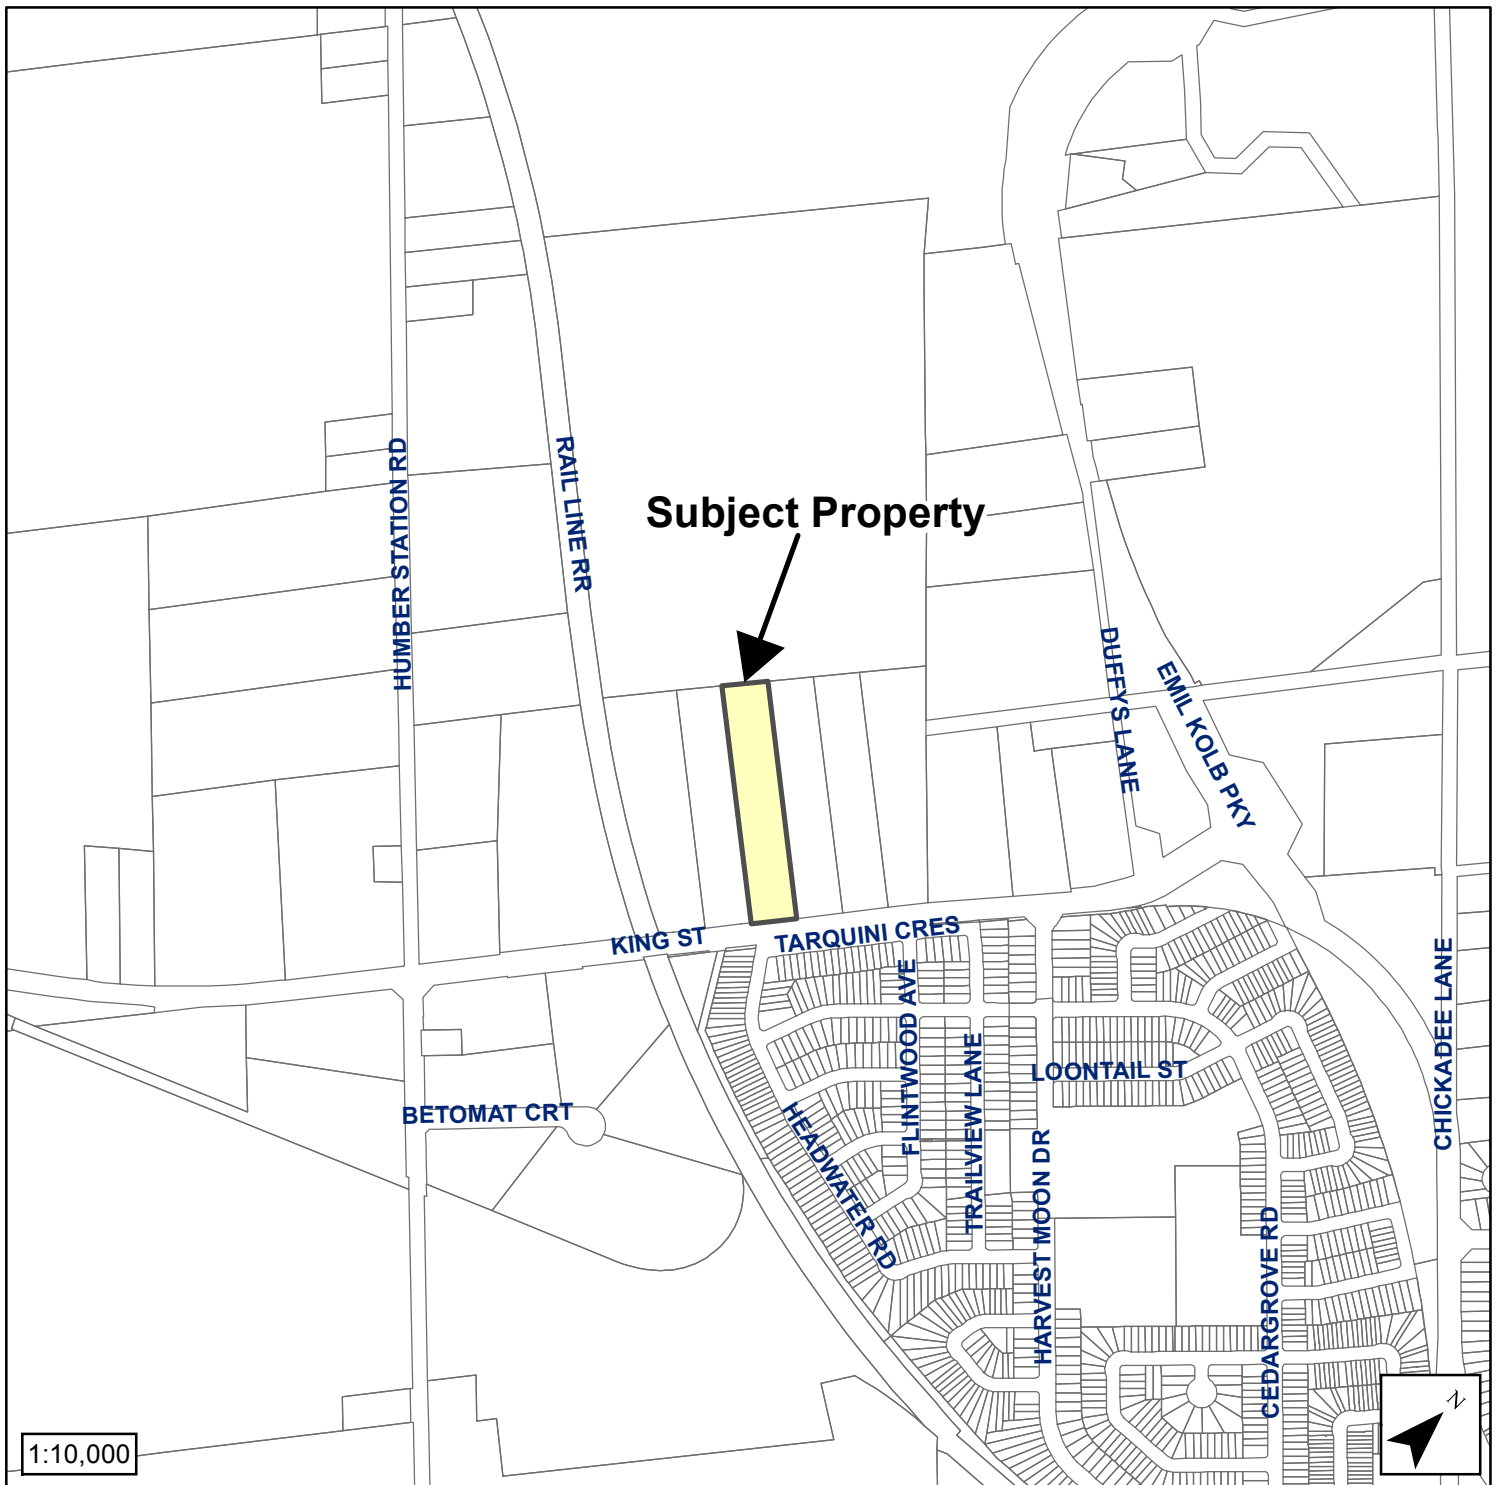 HUMBER STATION RD
RAIL LINE RR
Subject Property
DUFFYS LANE
EMIL KOLB PKY
KING ST
TARQUINI CRES
FLINTWOOD AVE
TRAILVIEW LANE
LOONTAIL ST
CHICKADEE LANE
BETOMAT CRT
HEADWATER RD
HARVEST MOON DR
CEDARGROVE RD
1:10,000
N